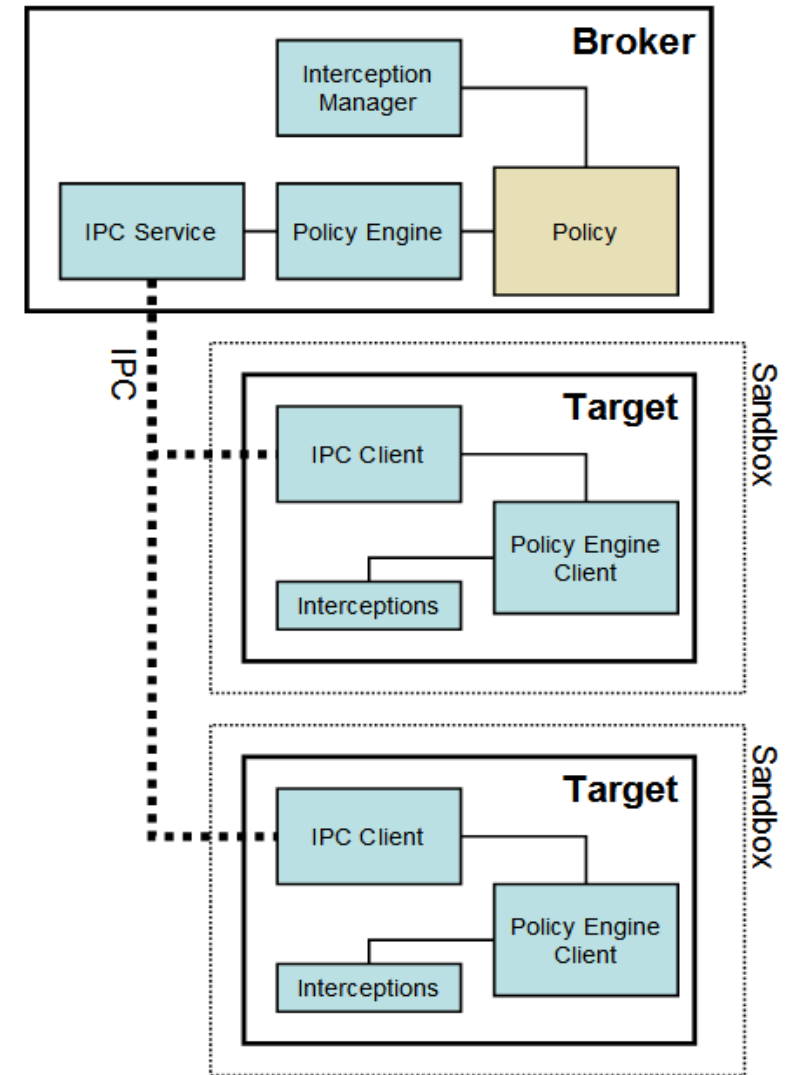 Broker
Interception
Manager
IPC Service
Policy Engine
Policy
IPC
Sandbox
Target
IPC Client
Policy Engine
Client
Interceptions
Sandbox
Target
IPC Client
Policy Engine
Client
Interceptions